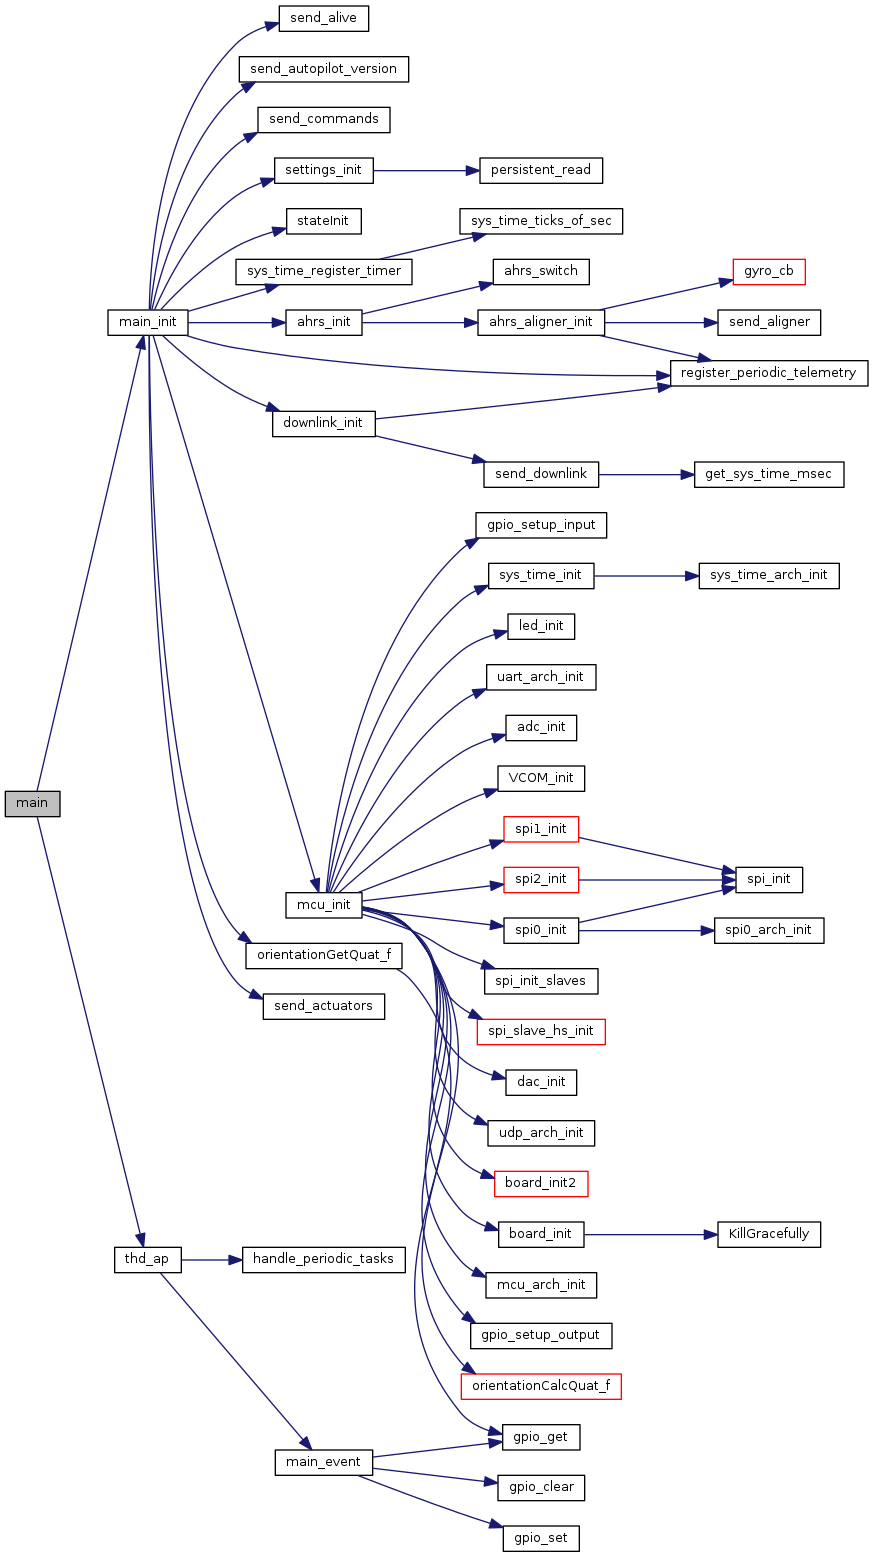 send_alive
send_autopilot_version
send_commands
settings_init
persistent_read
stateInit
sys_time_ticks_of_sec
sys_time_register_timer
ahrs_switch
gyro_cb
main_init
ahrs_init
ahrs_aligner_init
send_aligner
register_periodic_telemetry
downlink_init
send_downlink
get_sys_time_msec
gpio_setup_input
sys_time_init
sys_time_arch_init
led_init
uart_arch_init
adc_init
VCOM_init
main
spi1_init
spi2_init
spi_init
mcu_init
spi0_init
spi0_arch_init
orientationGetQuat_f
spi_init_slaves
send_actuators
spi_slave_hs_init
dac_init
udp_arch_init
board_init2
board_init
KillGracefully
thd_ap
handle_periodic_tasks
mcu_arch_init
gpio_setup_output
orientationCalcQuat_f
gpio_get
main_event
gpio_clear
gpio_set